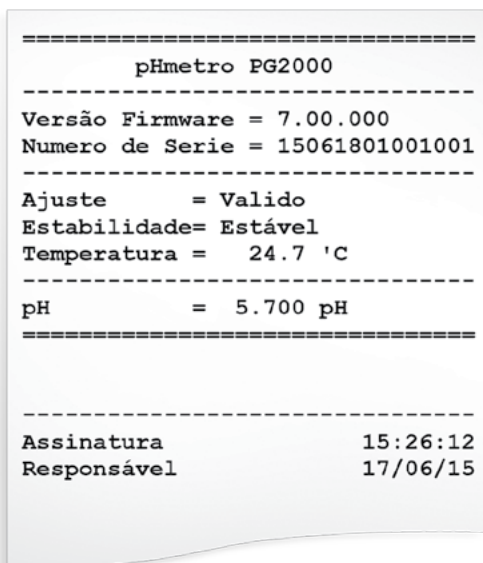 ================================
pHmetro PG2000
--------------------------------
Versão Firmware = 7.00.000
Numero de Serie = 15061801001001
--------------------------------
Ajuste      = Valido
Estabilidade= Estável
Temperatura =   24.7 'C
--------------------------------
pH          =  5.700 pH
================================
--------------------------------
Assinatura              15:26:12
Responsável             17/06/15